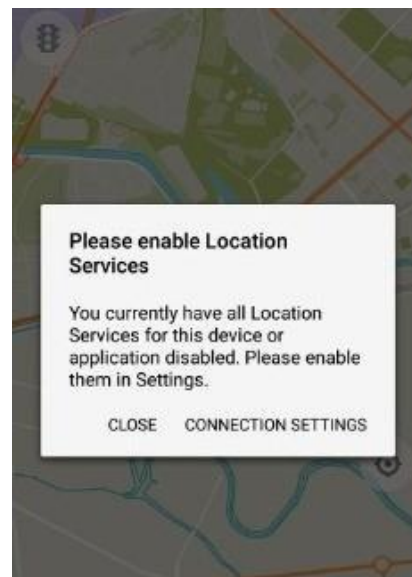 Please enable Location
Services
You currently have all Location
Services for this device or
application disabled. Please enable
them in Settings.
CLOSE CONNECTION SETTINGS